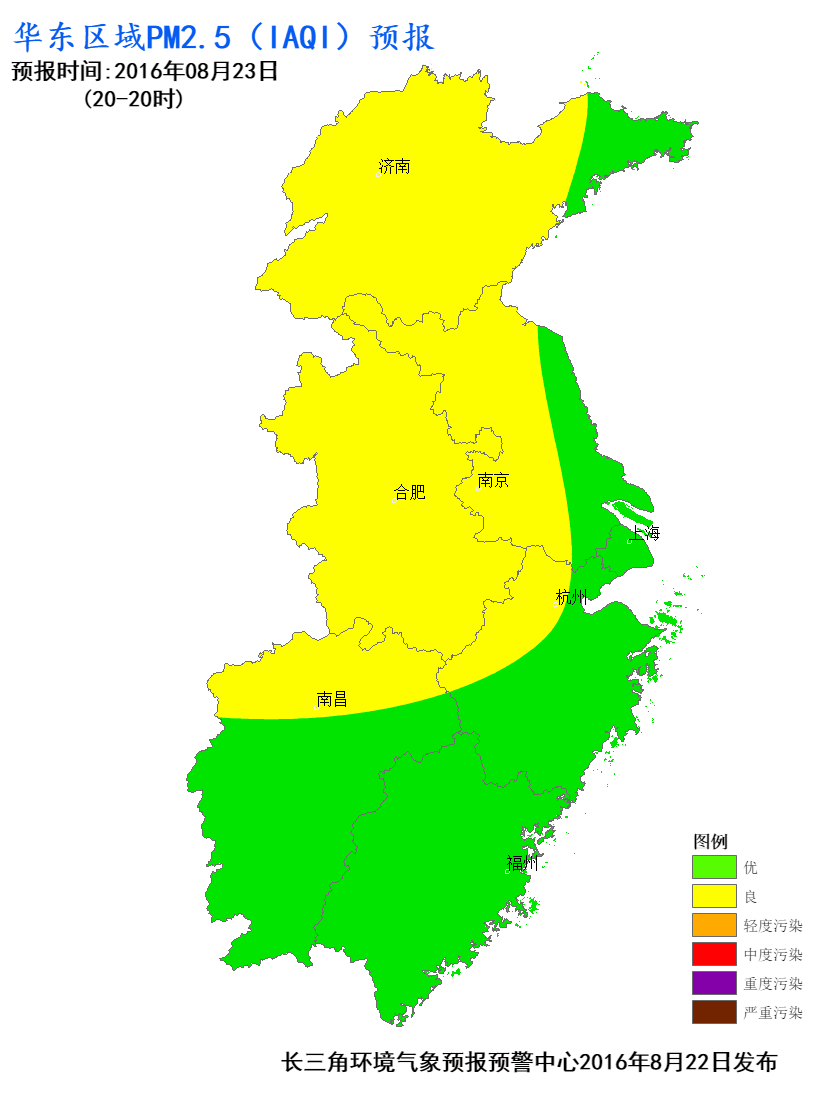 华东区域PM2.5（IAQI）预报
预报时间:2016年08月23日
(20-20时)
济南
南京
合肥
上海
杭州
南昌
福州
图例
优
良
轻度污染
中度污染
重度污染
严重污染
长三角环境气象预报预警中心2016年8月22日发布